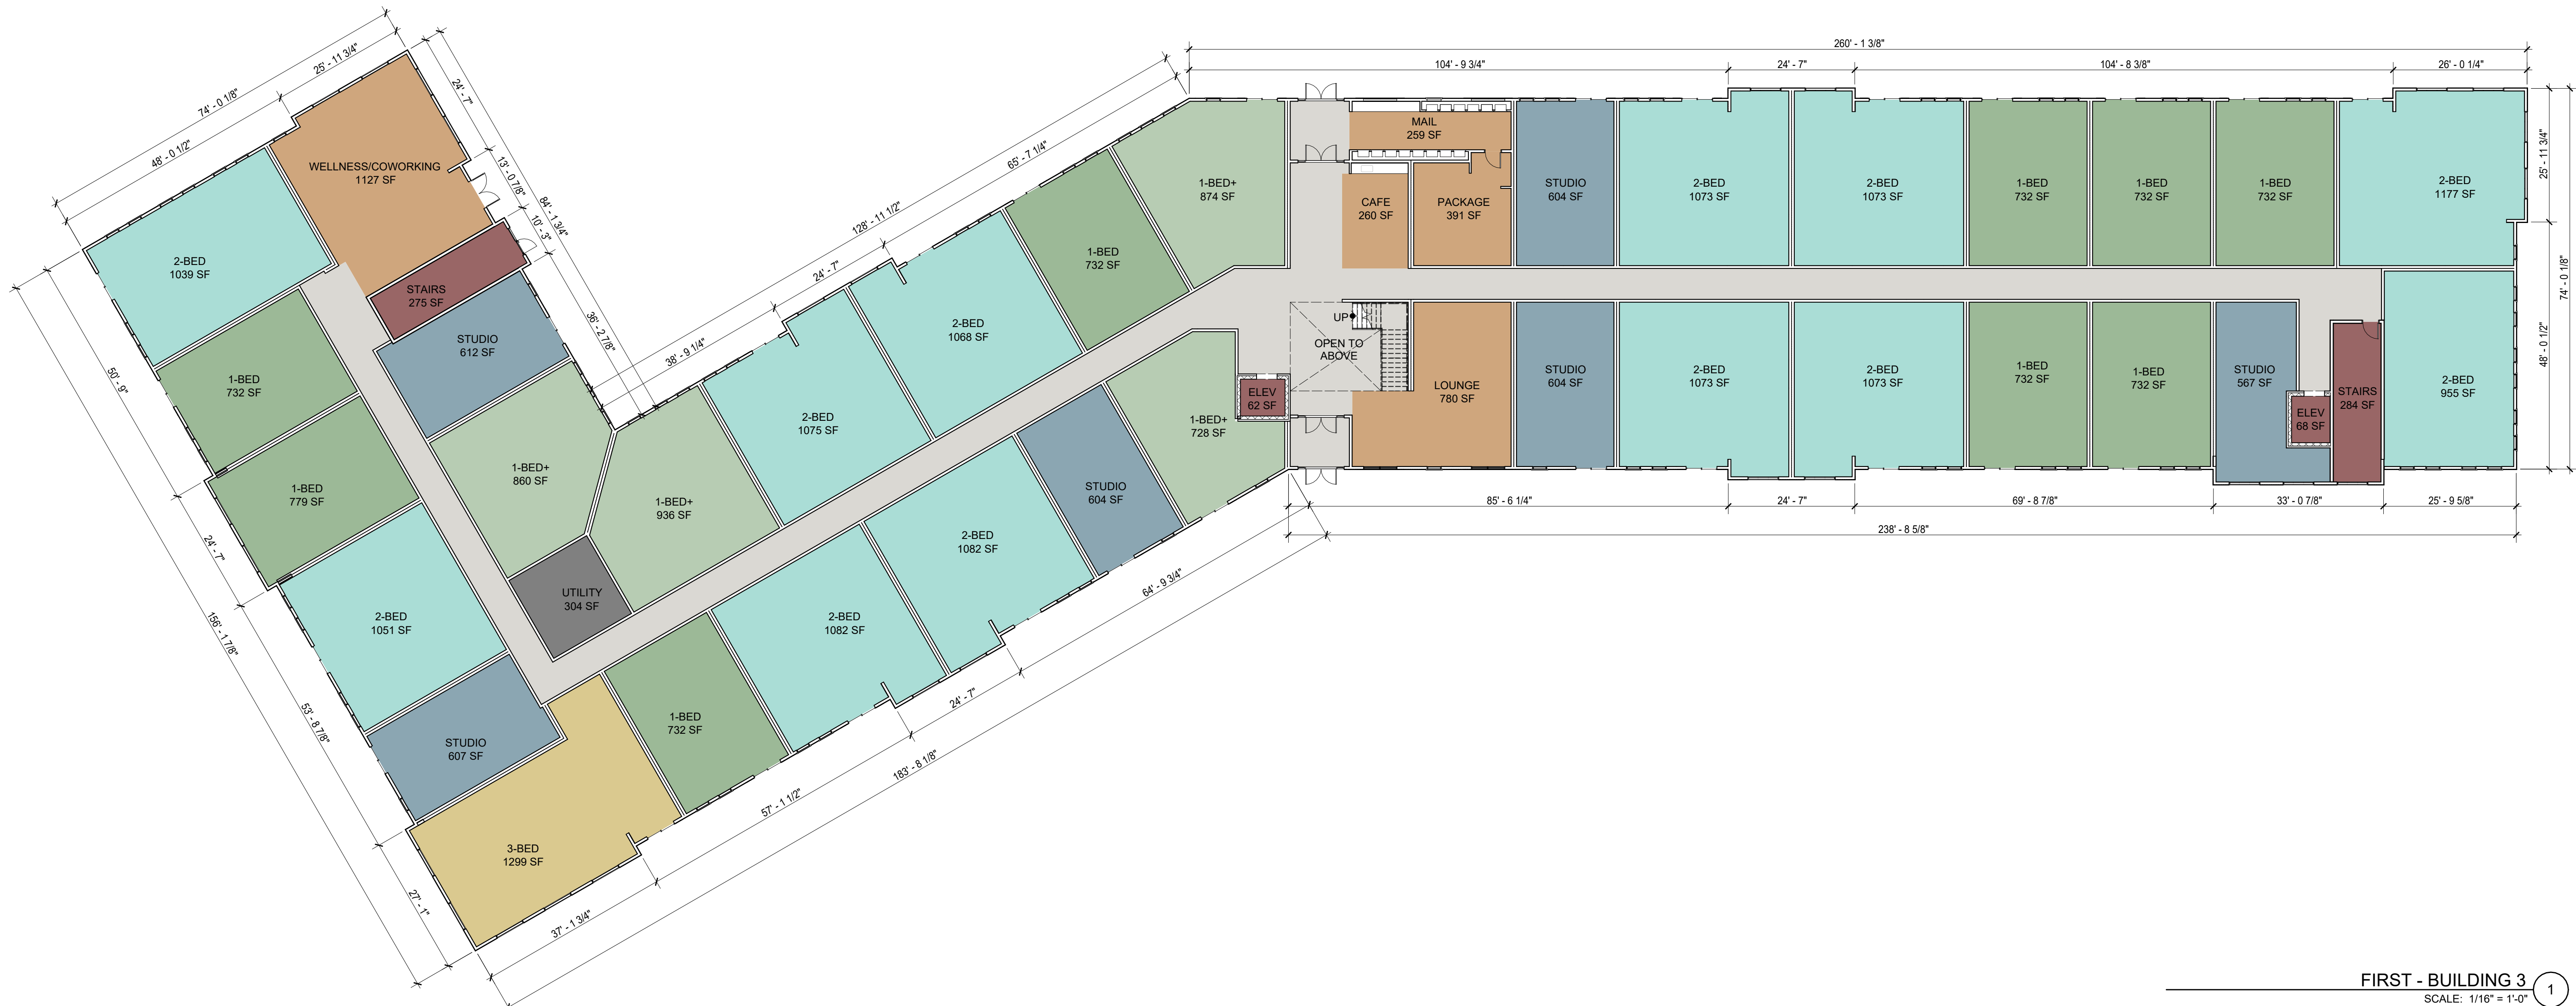 260' - 1 3/8"
104' - 9 3/4"
24' - 7"
104' - 8 3/8"
26' - 0 1/4"
25' - 11 3/4"
74' - 0 1/8"
48' - 0 1/2"
24' - 7"
13' - 0 7/8"
84' - 1 3/4"
10' - 3"
36' - 2 7/8"
128' - 11 1/2"
65' - 7 1/4"
24' - 7"
38' - 9 1/4"
WELLNESS/COWORKING
1127 SF
2-BED
1039 SF
STAIRS
275 SF
STUDIO
612 SF
1-BED
732 SF
1-BED
779 SF
1-BED+
860 SF
1-BED+
936 SF
2-BED
1075 SF
2-BED
1068 SF
1-BED
732 SF
1-BED+
874 SF
MAIL
259 SF
CAFE
260 SF
PACKAGE
391 SF
STUDIO
604 SF
2-BED
1073 SF
2-BED
1073 SF
1-BED
732 SF
1-BED
732 SF
1-BED
732 SF
2-BED
1177 SF
25' - 11 3/4"
74' - 0 1/8"
48' - 0 1/2"
UP
OPEN TO
ABOVE
ELEV
62 SF
LOUNGE
780 SF
STUDIO
604 SF
2-BED
1073 SF
2-BED
1073 SF
1-BED
732 SF
1-BED
732 SF
STUDIO
567 SF
ELEV
68 SF
STAIRS
284 SF
2-BED
955 SF
1-BED+
728 SF
STUDIO
604 SF
2-BED
1082 SF
2-BED
1082 SF
UTILITY
304 SF
2-BED
1051 SF
STUDIO
607 SF
1-BED
732 SF
3-BED
1299 SF
50' - 9"
24' - 7"
156' - 1 7/8"
53' - 8 7/8"
27' - 1"
37' - 1 3/4"
57' - 1 1/2"
183' - 8 1/8"
24' - 7"
64' - 9 3/4"
85' - 6 1/4"
24' - 7"
69' - 8 7/8"
33' - 0 7/8"
25' - 9 5/8"
238' - 8 5/8"
FIRST - BUILDING 3
SCALE: 1/16" = 1'-0"
1